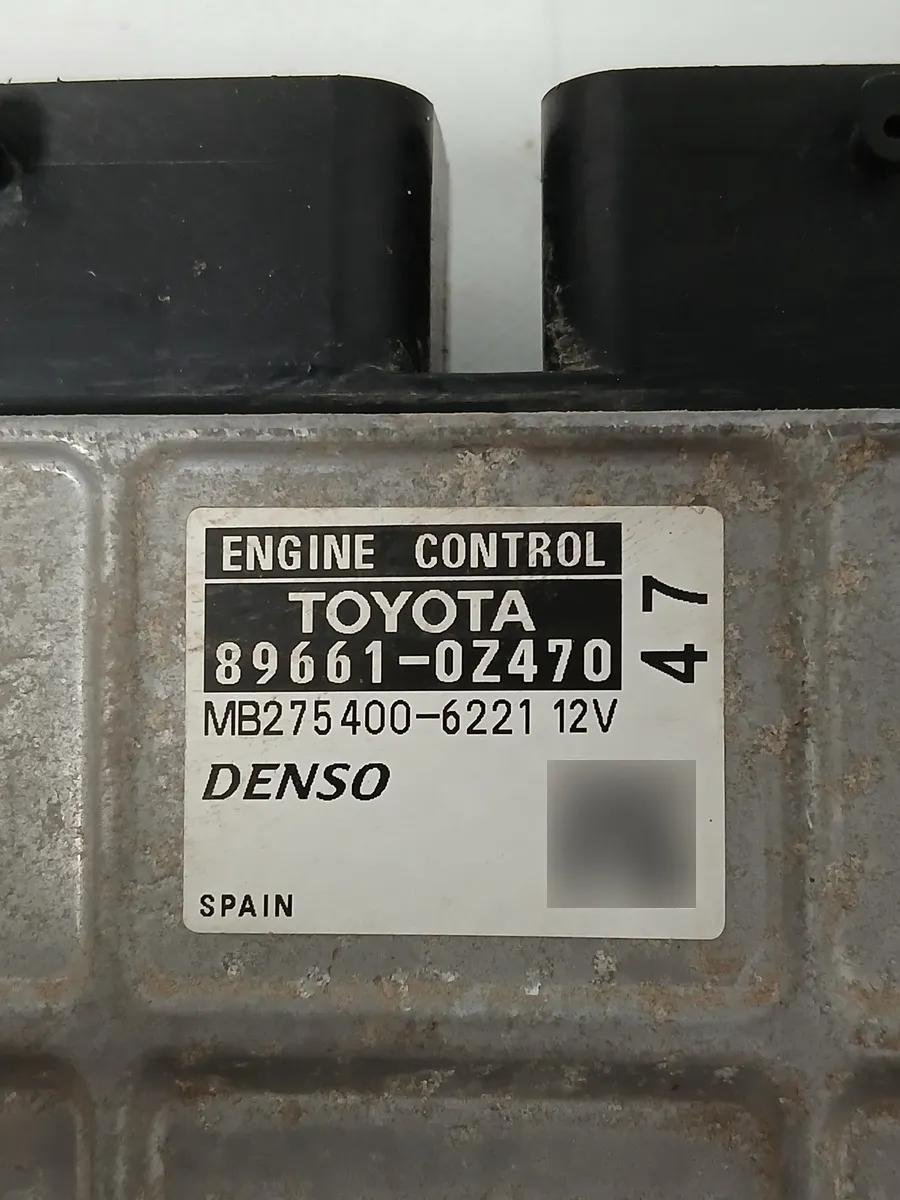 ENGINE CONTROL
TOYOTA
89661-0Z470
47
MB275400-6221 12V
DENSO
SPAIN